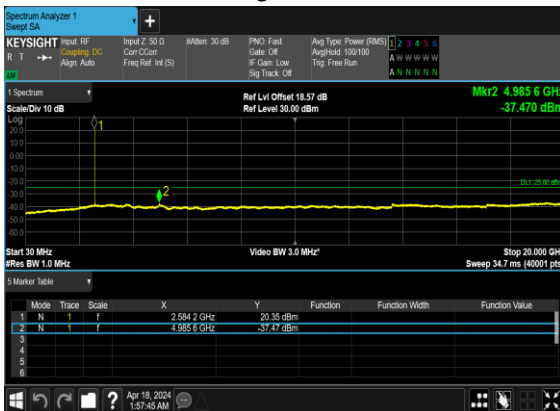 Spectrum Analyzer 1
Swept SA
KEYSIGHT Input: RF Input Z: 50 Ω #Atten: 30 dB PNO: Fast Avg Type: Power (RMS) 1 2 3 4 5 6
R T Coupling: DC Corr CCorr Gate: Off Avg|Hold: 100/100 A W W W W W
Align: Auto Freq Ref: Int (S) IF Gain: Low Trig: Free Run
Sig Track: Off A N N N N N
1 Spectrum
Ref Lvl Offset 18.57 dB Mkr2 4.985 6 GHz
Scale/Div 10 dB Ref Level 30.00 dBm -37.470 dBm
Log
20.0
10.0
0.00
-10.0
-20.0
-30.0
-40.0
-50.0
-60.0
1
2
Start 30 MHz Video BW 3.0 MHz* Stop 20.000 GH
#Res BW 1.0 MHz Sweep 34.7 ms (40001 pts
5 Marker Table
Mode Trace Scale X Y Function Function Width Function Value
1 N 1 f 2.584 2 GHz 20.35 dBm
2 N 1 f 4.985 6 GHz -37.47 dBm
3
4
5
6
? Apr 18, 2024
1:57:45 AM